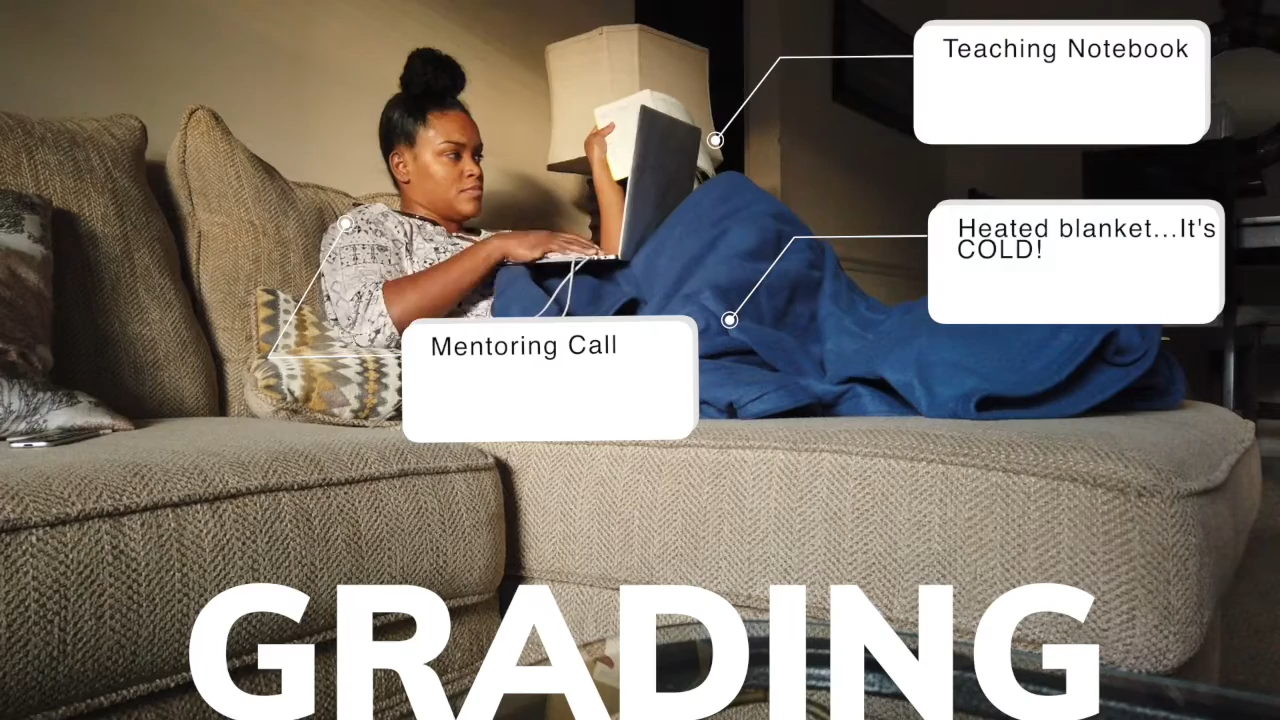 Teaching Notebook
Heated blanket...It's
COLD!
Mentoring Call
GRADING